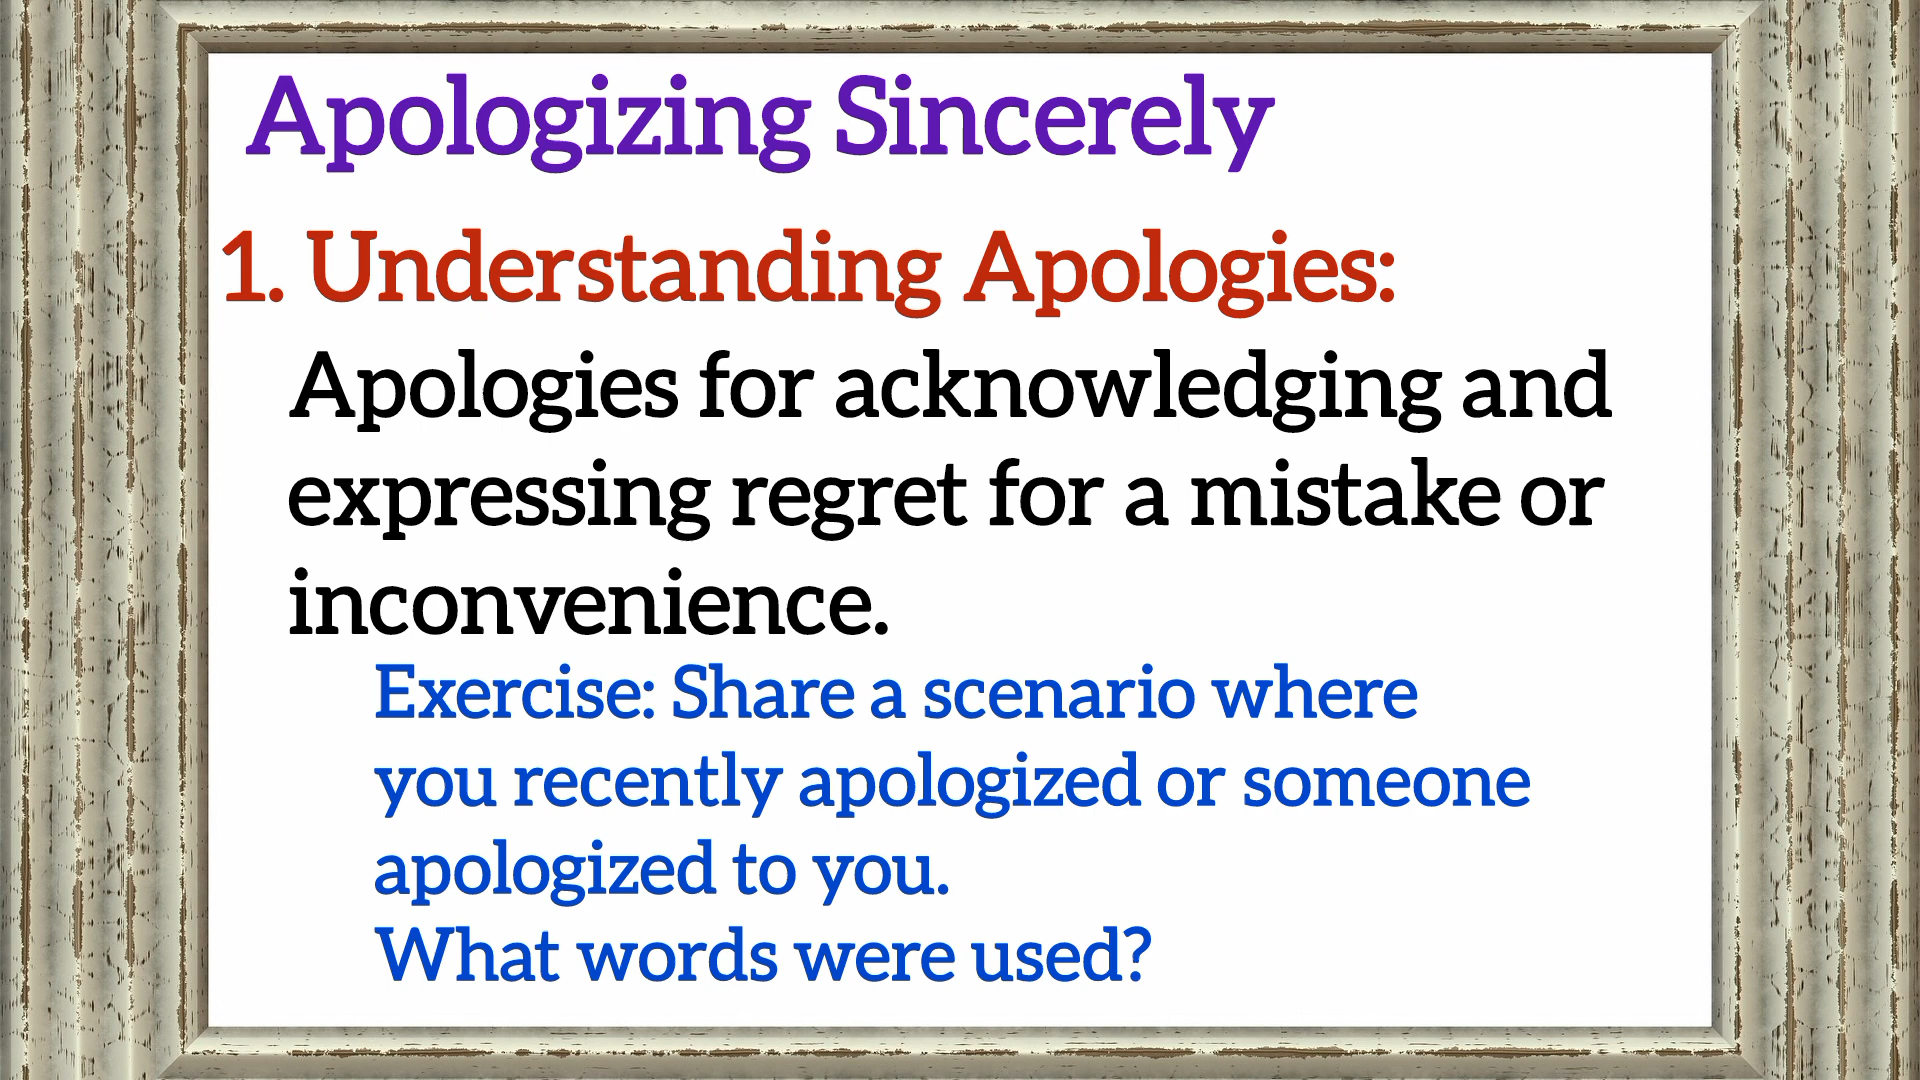 Apologizing Sincerely
1. Understanding Apologies:
Apologies for acknowledging and
expressing regret for a mistake or
inconvenience.
Exercise: Share a scenario where
you recently apologized or someone
apologized to you.
What words were used?